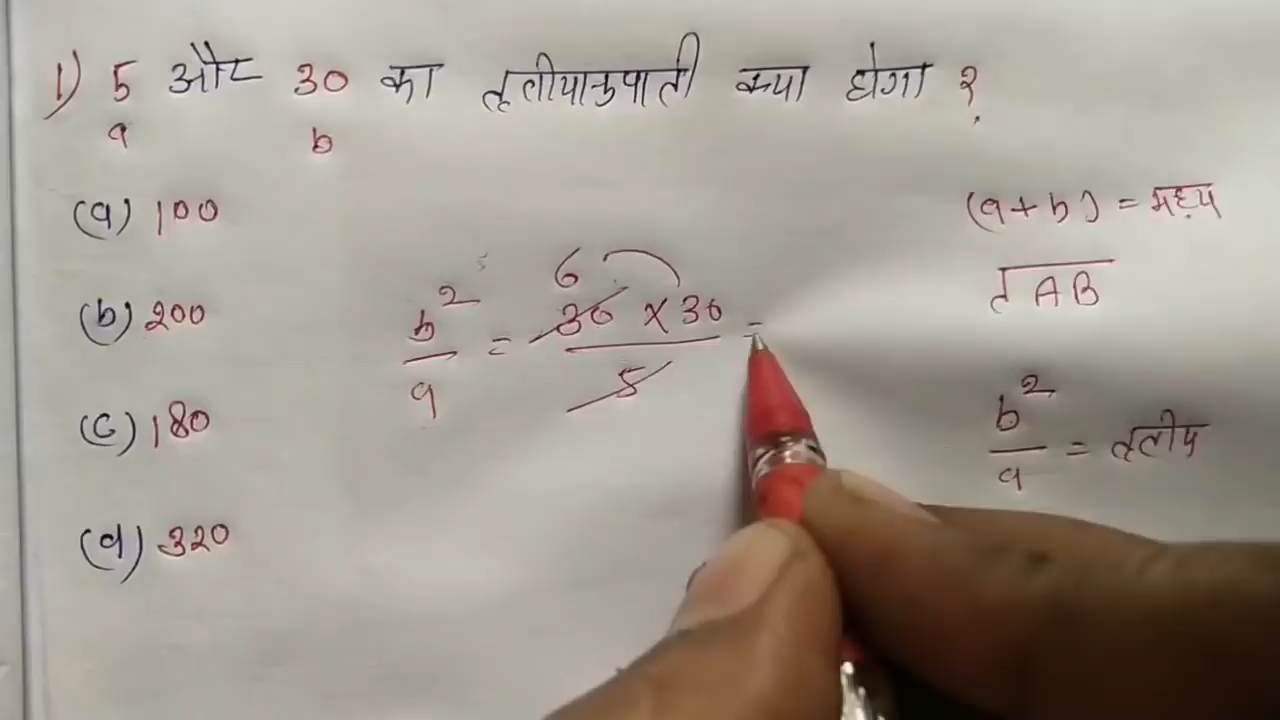 1) 5 और 30 का तृतीयानुपाती क्या होगा ?
a b
(a) 100
(b) 200
(c) 180
(d) 320
b²/a = 30 × 30 / 5 =
6
(a + b) = मध्य
√AB
b²/a = तृतीय